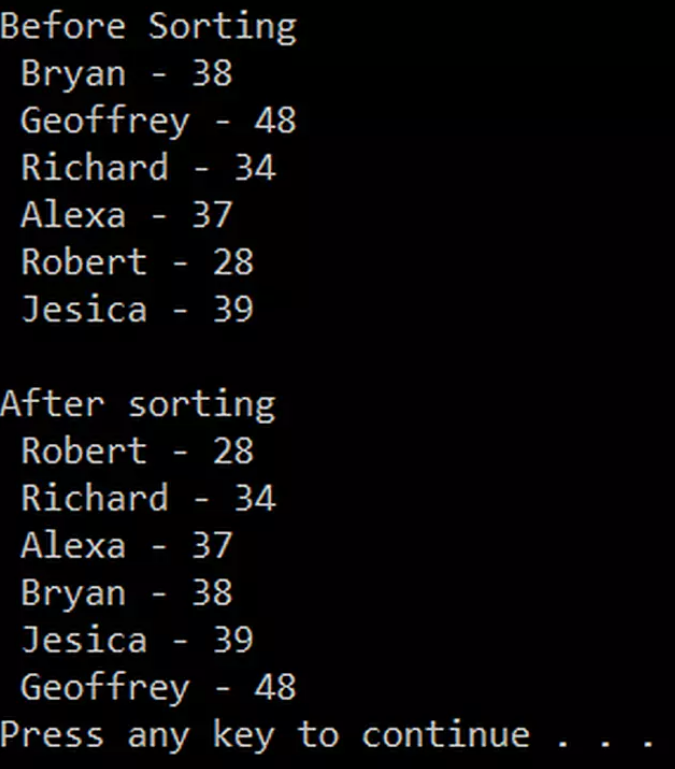 Before Sorting
Bryan - 38
Geoffrey - 48
Richard - 34
Alexa - 37
Robert - 28
Jesica - 39
After sorting
Robert - 28
Richard - 34
Alexa - 37
Bryan - 38
Jesica - 39
Geoffrey - 48
Press any key to continue . . .